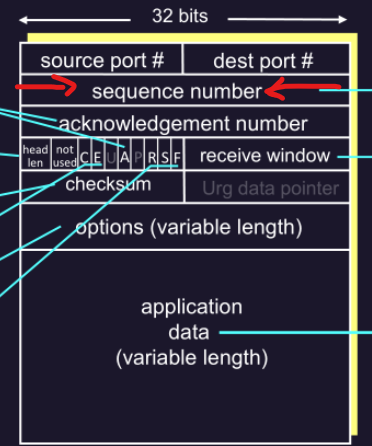 32 bits
source port # dest port #
sequence number
acknowledgement number
head len not used C E U A P R S F receive window
checksum Urg data pointer
options (variable length)
application
data
(variable length)